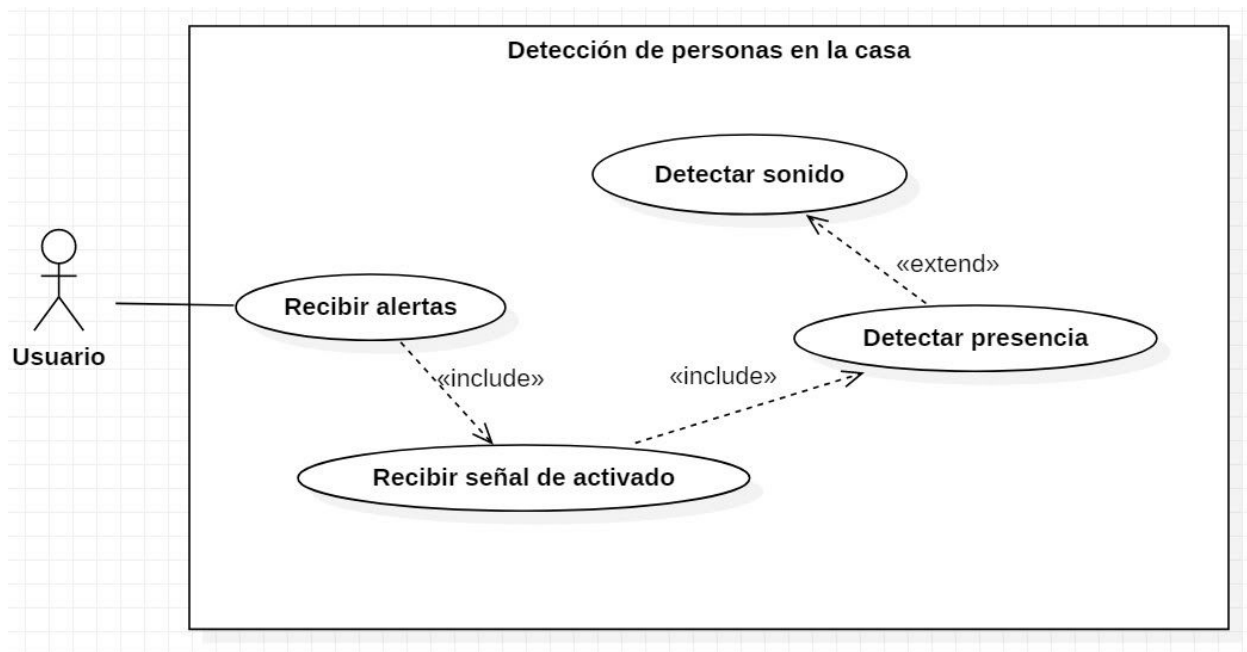 Detección de personas en la casa
Detectar sonido
«extend»
Recibir alertas
Detectar presencia
Usuario
«include»
«include»
Recibir señal de activado